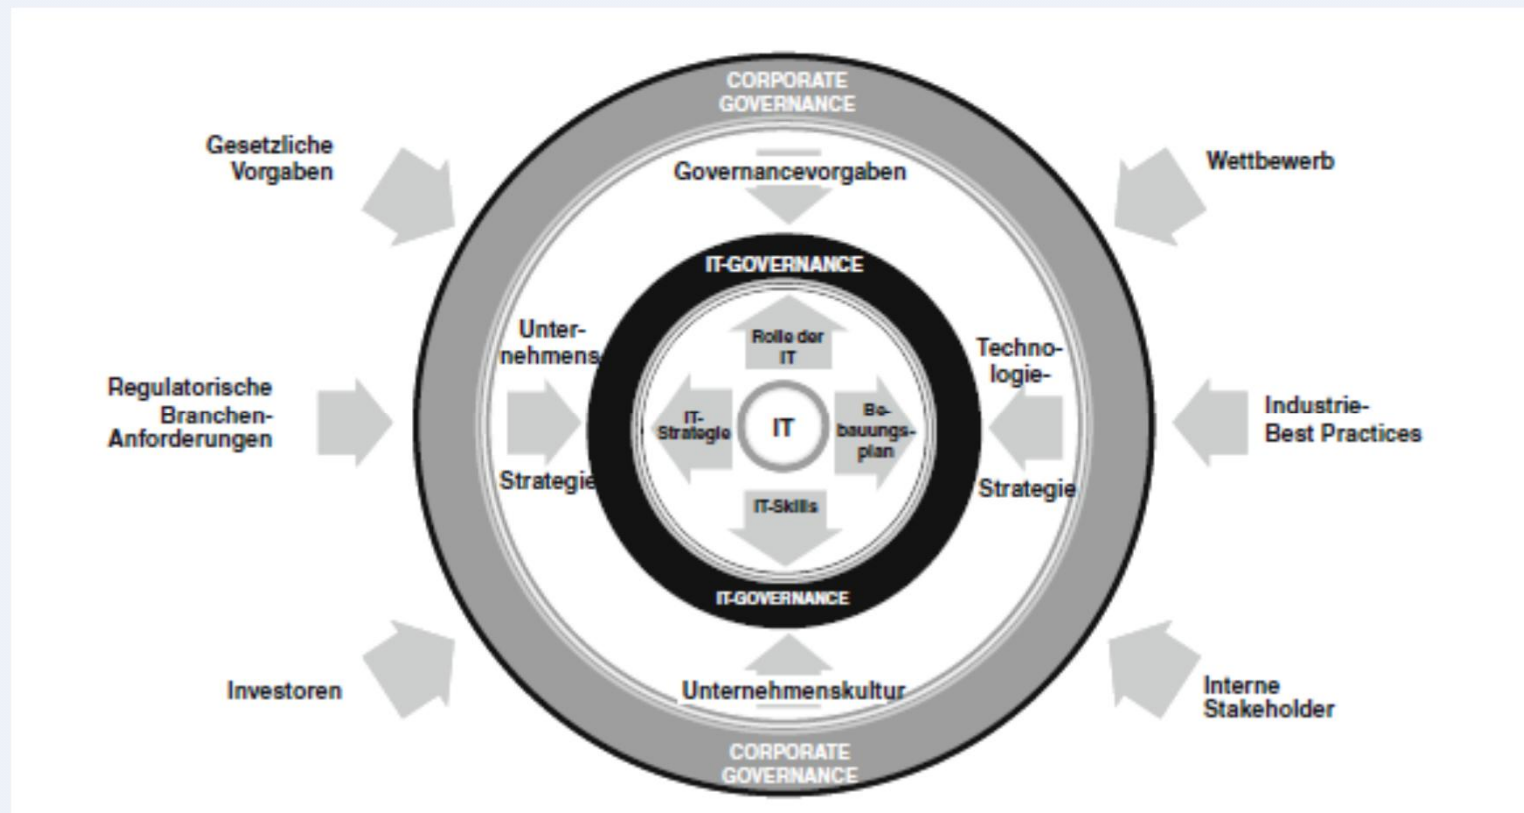 CORPORATE
GOVERNANCE
Gesetzliche
Vorgaben
Wettbewerb
Governancevorgaben
IT-GOVERNANCE
Unter-
nehmens
Strategie
Rolle der
IT
Techno-
logie-
Strategie
Regulatorische
Branchen-
Anforderungen
IT-
Strategie
IT
Be-
bauungs-
plan
Industrie-
Best Practices
IT-Skills
IT-GOVERNANCE
Investoren
Unternehmenskultur
Interne
Stakeholder
CORPORATE
GOVERNANCE